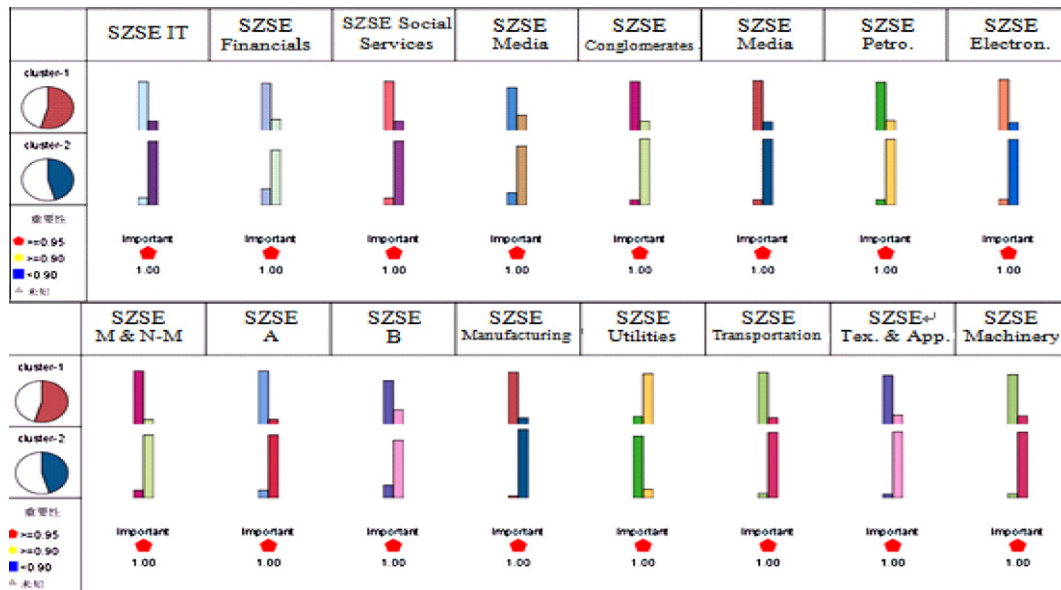 SZSE IT
SZSE Financials
SZSE Social Services
SZSE Media
SZSE Conglomerates.
SZSE Media
SZSE Petro.
SZSE Electron.
cluster-1
cluster-2
重要性
>=0.95
>=0.90
<0.90
未知
Important
Important
Important
Important
Important
Important
Important
Important
1.00
1.00
1.00
1.00
1.00
1.00
1.00
1.00
SZSE M & N-M
SZSE A
SZSE B
SZSE Manufacturing
SZSE Utilities
SZSE Transportation
SZSE↵ Tex. & App.
SZSE Machinery
cluster-1
cluster-2
重要性
>=0.95
>=0.90
<0.90
未知
Important
Important
Important
Important
Important
Important
Important
Important
1.00
1.00
1.00
1.00
1.00
1.00
1.00
1.00